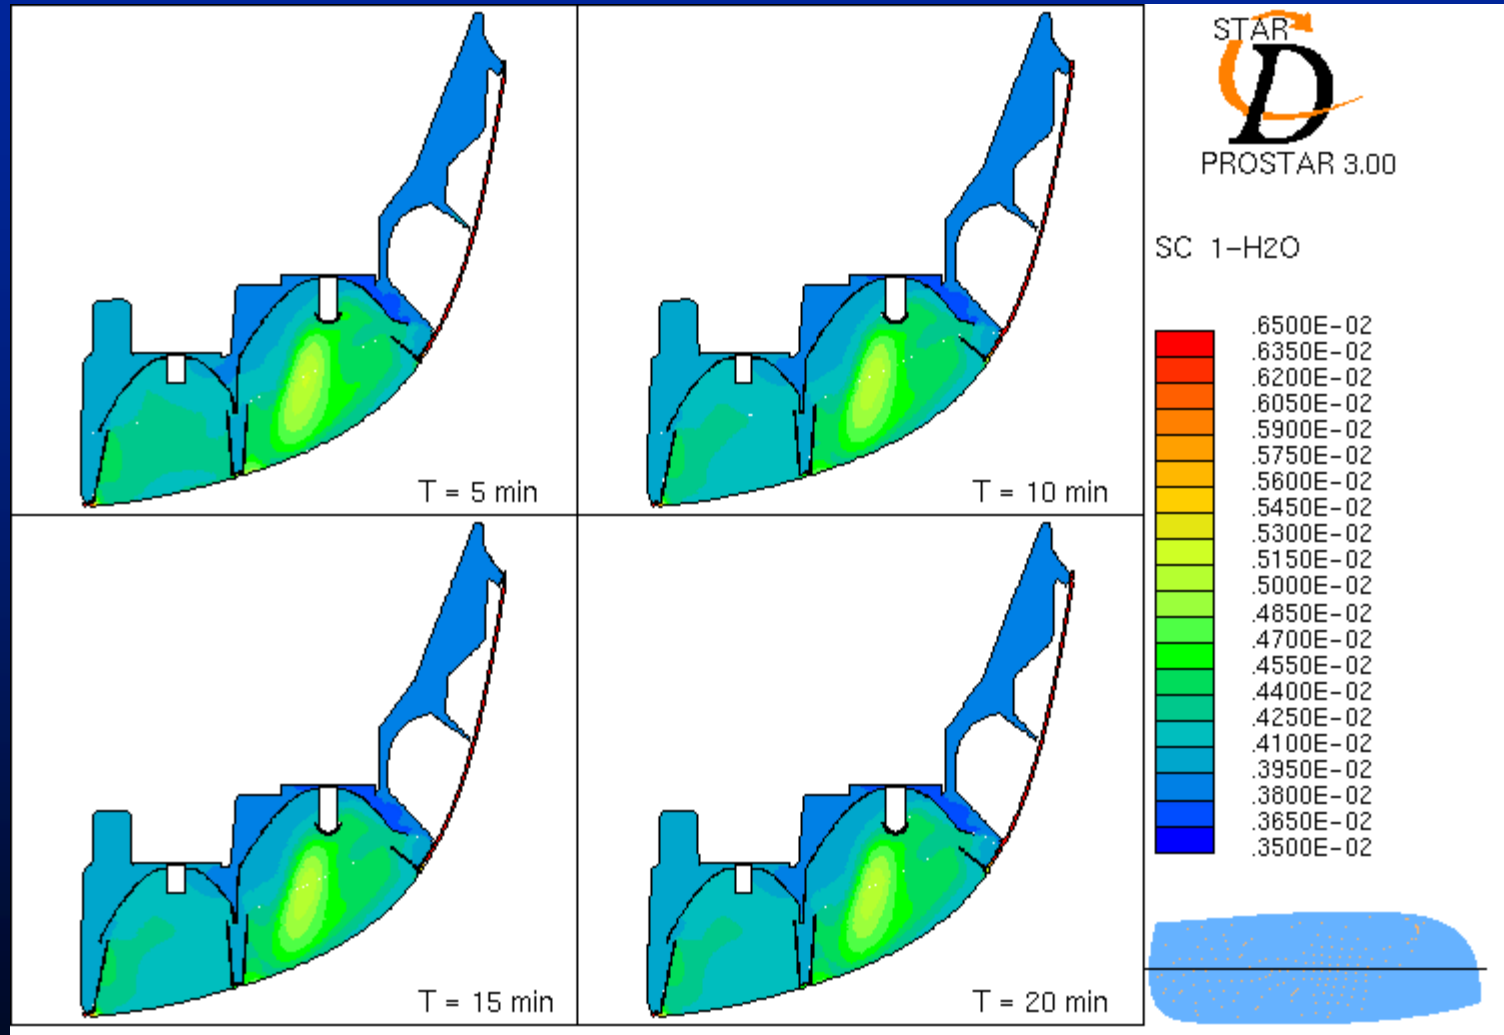 T = 5 min
T = 10 min
T = 15 min
T = 20 min
STAR
D
PROSTAR 3.00
SC 1-H2O
.6500E-02
.6350E-02
.6200E-02
.6050E-02
.5900E-02
.5750E-02
.5600E-02
.5450E-02
.5300E-02
.5150E-02
.5000E-02
.4850E-02
.4700E-02
.4550E-02
.4400E-02
.4250E-02
.4100E-02
.3950E-02
.3800E-02
.3650E-02
.3500E-02